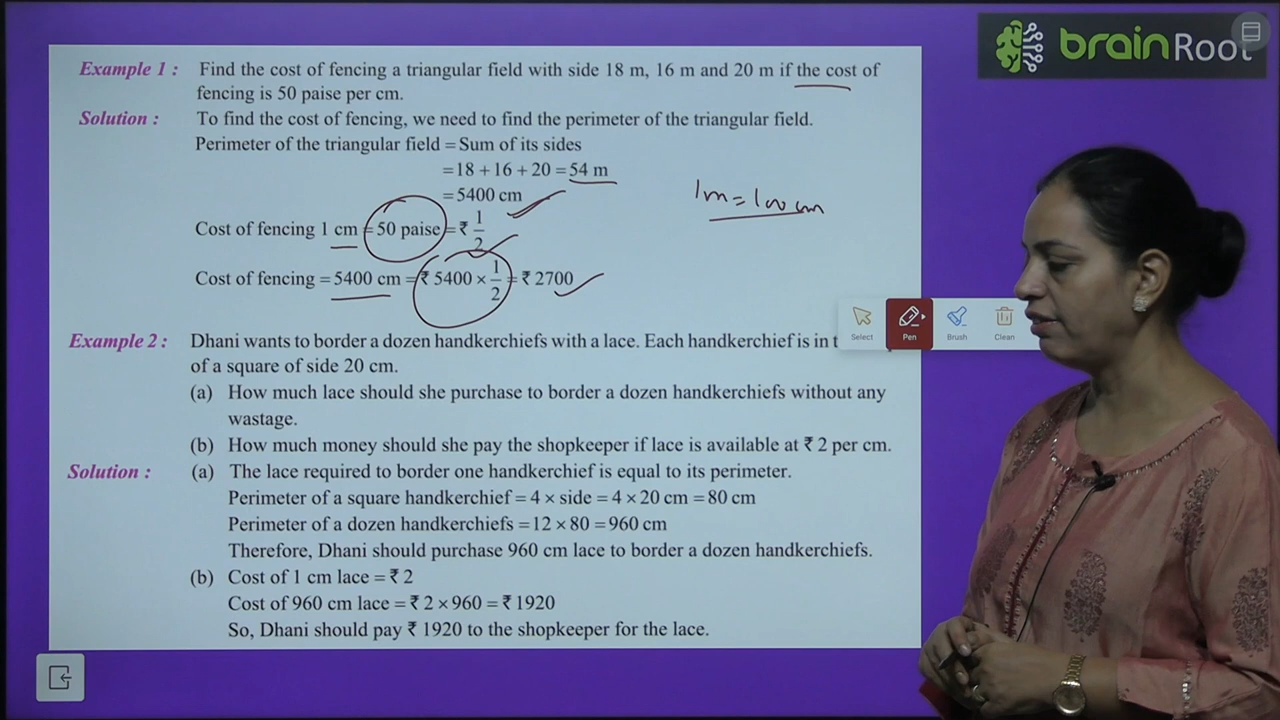 brainRoot
Example 1 : Find the cost of fencing a triangular field with side 18 m, 16 m and 20 m if the cost of
fencing is 50 paise per cm.
Solution : To find the cost of fencing, we need to find the perimeter of the triangular field.
Perimeter of the triangular field = Sum of its sides
= 18 + 16 + 20 = 54 m
= 5400 cm
1m = 100 cm
Cost of fencing 1 cm = 50 paise = ₹ 1/2
Cost of fencing = 5400 cm = ₹ 5400 × 1/2 = ₹ 2700
Select Pen Brush Clean
Example 2 : Dhani wants to border a dozen handkerchiefs with a lace. Each handkerchief is in
of a square of side 20 cm.
(a) How much lace should she purchase to border a dozen handkerchiefs without any
wastage.
(b) How much money should she pay the shopkeeper if lace is available at ₹ 2 per cm.
Solution : (a) The lace required to border one handkerchief is equal to its perimeter.
Perimeter of a square handkerchief = 4 × side = 4 × 20 cm = 80 cm
Perimeter of a dozen handkerchiefs = 12 × 80 = 960 cm
Therefore, Dhani should purchase 960 cm lace to border a dozen handkerchiefs.
(b) Cost of 1 cm lace = ₹ 2
Cost of 960 cm lace = ₹ 2 × 960 = ₹ 1920
So, Dhani should pay ₹ 1920 to the shopkeeper for the lace.